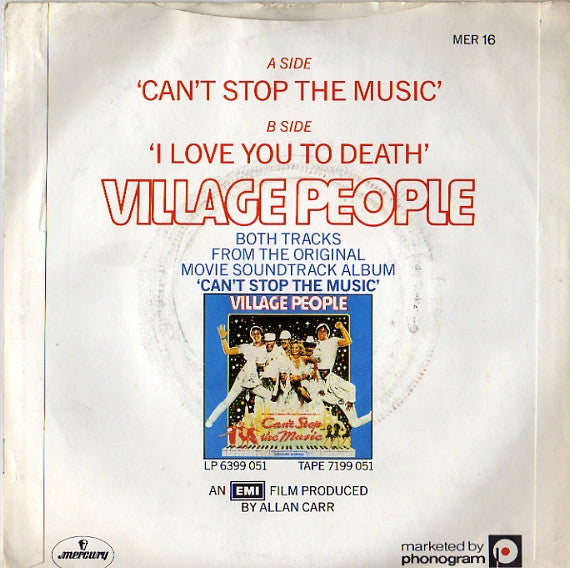 MER 16
A SIDE
'CAN'T STOP THE MUSIC'
B SIDE
'I LOVE YOU TO DEATH'
VILLAGE PEOPLE
BOTH TRACKS
FROM THE ORIGINAL
MOVIE SOUNDTRACK ALBUM
'CAN'T STOP THE MUSIC'
VILLAGE PEOPLE
Can't Stop
the Music
LP 6399 051 TAPE 7199 051
AN EMI FILM PRODUCED
BY ALLAN CARR
mercury
marketed by
phonogram